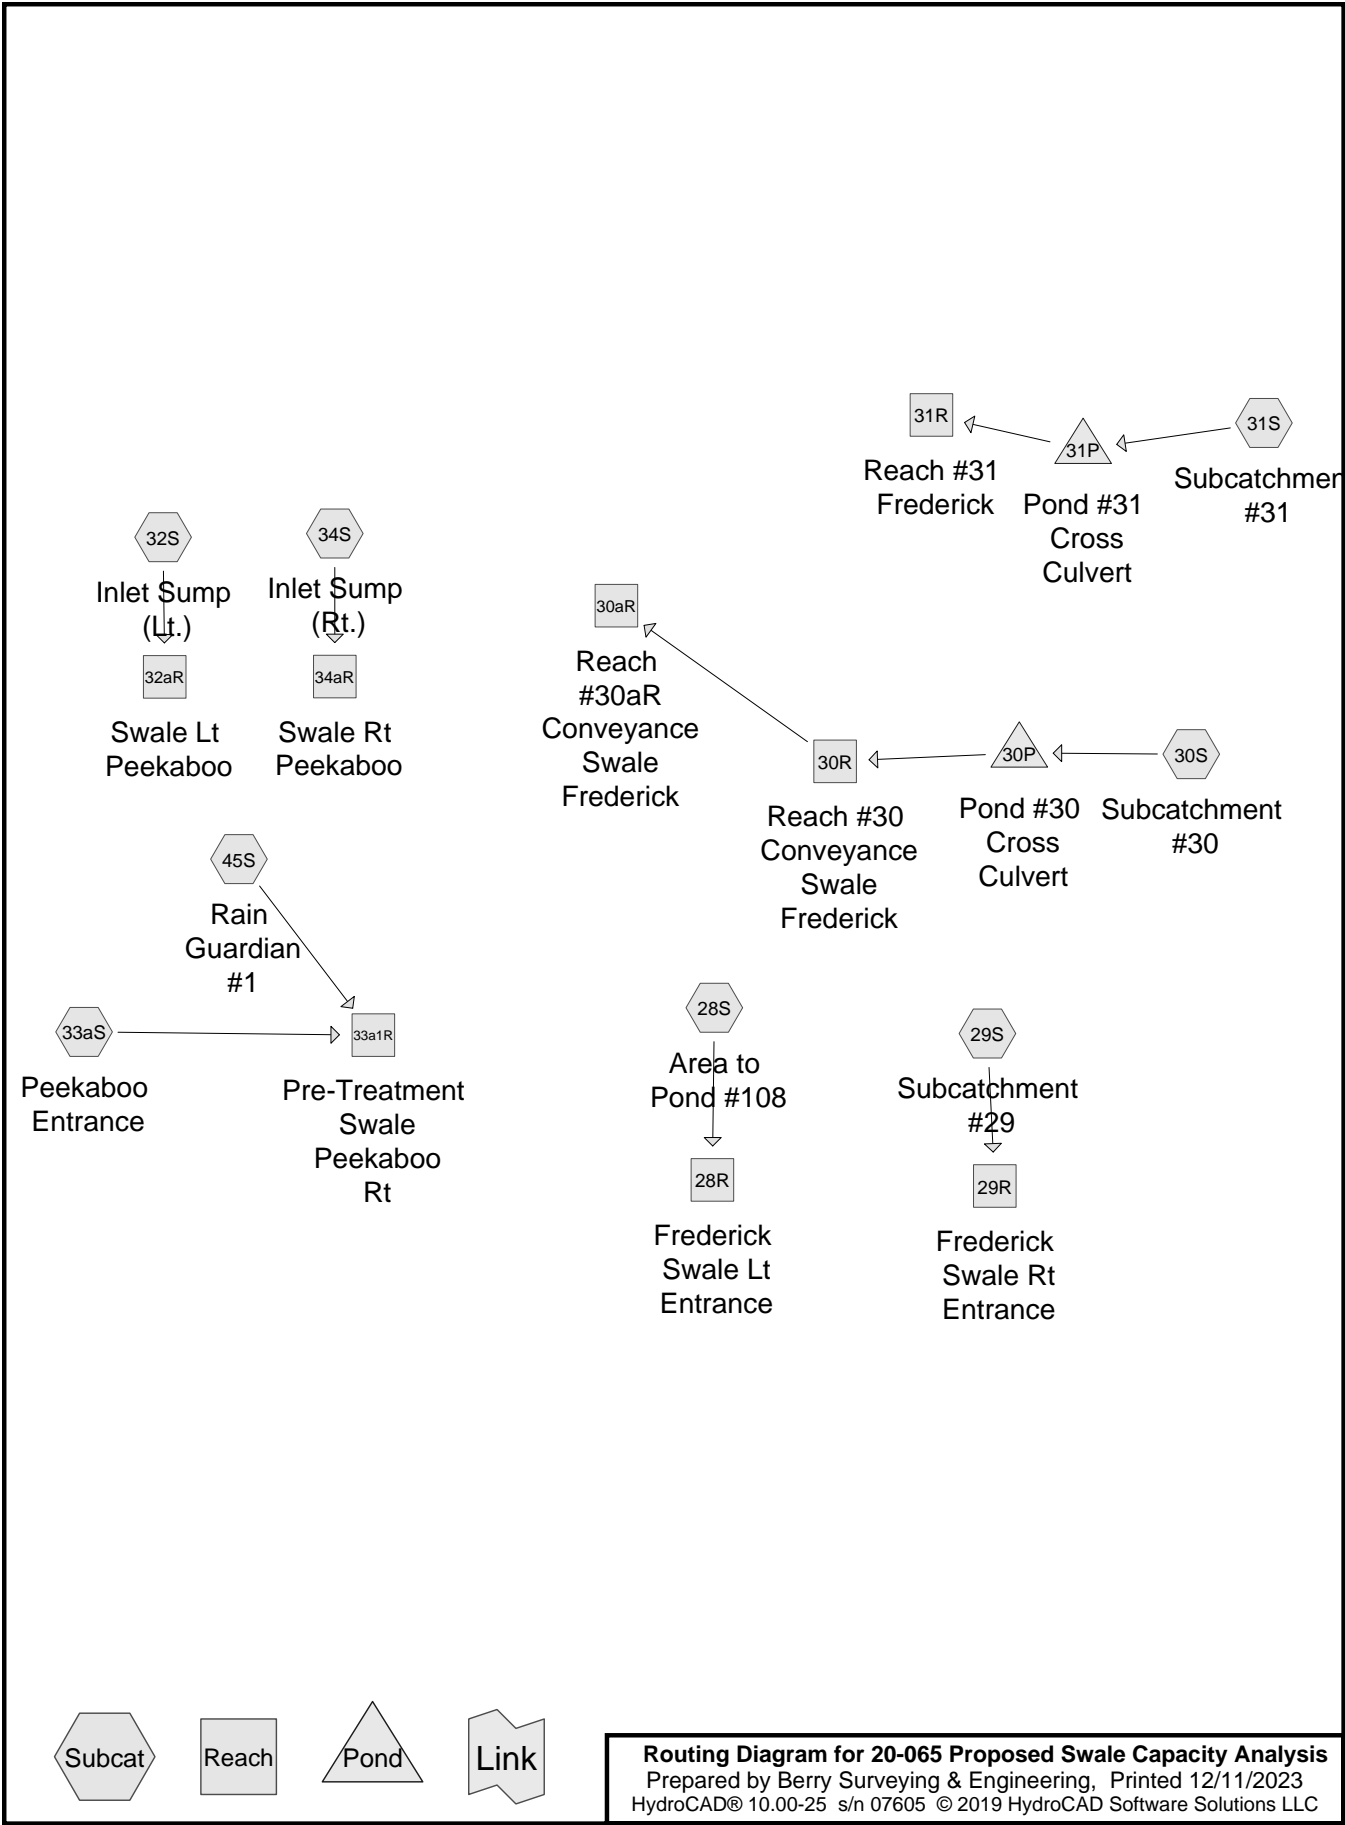 31R
Reach #31
Frederick
31P
Pond #31
Cross
Culvert
31S
Subcatchmen
#31
32S
Inlet Sump
(Lt.)
32aR
Swale Lt
Peekaboo
34S
Inlet Sump
(Rt.)
34aR
Swale Rt
Peekaboo
30aR
Reach
#30aR
Conveyance
Swale
Frederick
30R
Reach #30
Conveyance
Swale
Frederick
30P
Pond #30
Cross
Culvert
30S
Subcatchment
#30
45S
Rain
Guardian
#1
33aS
Peekaboo
Entrance
33a1R
Pre-Treatment
Swale
Peekaboo
Rt
28S
Area to
Pond #108
28R
Frederick
Swale Lt
Entrance
29S
Subcatchment
#29
29R
Frederick
Swale Rt
Entrance
Subcat
Reach
Pond
Link
Routing Diagram for 20-065 Proposed Swale Capacity Analysis
Prepared by Berry Surveying & Engineering, Printed 12/11/2023
HydroCAD® 10.00-25 s/n 07605 © 2019 HydroCAD Software Solutions LLC